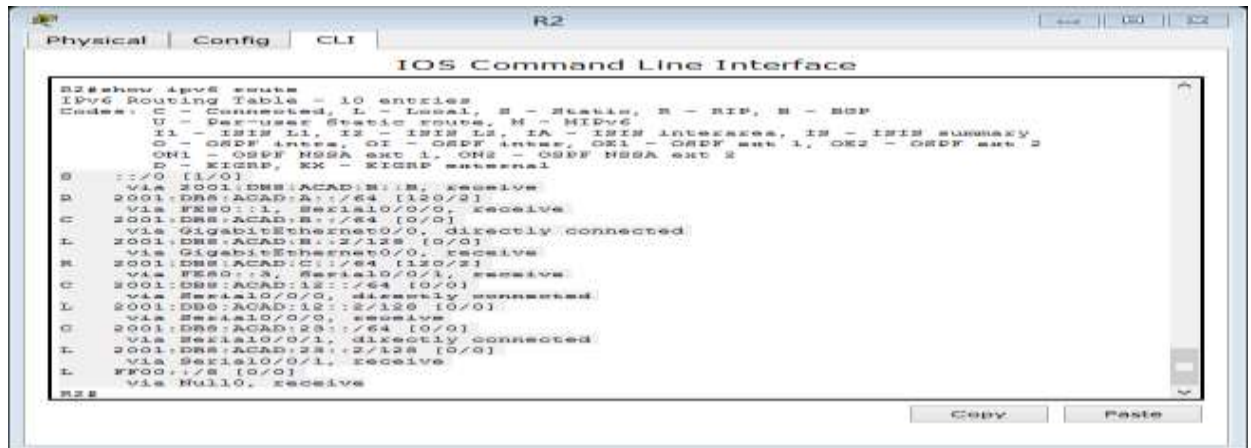 R2
Physical Config CLI
IOS Command Line Interface
R2#show ipv6 route
IPv6 Routing Table - 10 entries
Codes: C - Connected, L - Local, S - Static, R - RIP, B - BGP
U - Per-user Static route, M - MIPv6
I1 - ISIS L1, I2 - ISIS L2, IA - ISIS interarea, IS - ISIS summary
O - OSPF intra, OI - OSPF inter, OE1 - OSPF ext 1, OE2 - OSPF ext 2
ON1 - OSPF NSSA ext 1, ON2 - OSPF NSSA ext 2
D - EIGRP, EX - EIGRP external
S ::/0 [1/0]
via 2001:DB8:ACAD:B::B, receive
R 2001:DB8:ACAD:A::/64 [120/2]
via FE80::1, Serial0/0/0, receive
C 2001:DB8:ACAD:B::/64 [0/0]
via GigabitEthernet0/0, directly connected
L 2001:DB8:ACAD:B::2/128 [0/0]
via GigabitEthernet0/0, receive
R 2001:DB8:ACAD:C::/64 [120/2]
via FE80::3, Serial0/0/1, receive
C 2001:DB8:ACAD:12::/64 [0/0]
via Serial0/0/0, directly connected
L 2001:DB8:ACAD:12::2/128 [0/0]
via Serial0/0/0, receive
C 2001:DB8:ACAD:23::/64 [0/0]
via Serial0/0/1, directly connected
L 2001:DB8:ACAD:23::2/128 [0/0]
via Serial0/0/1, receive
L FF00::/8 [0/0]
via Null0, receive
R2#
Copy Paste